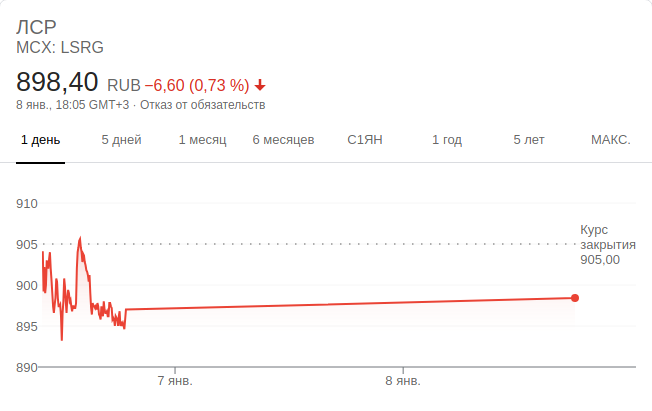 ЛСР
MCX: LSRG
898,40 RUB −6,60 (0,73 %)
8 янв., 18:05 GMT+3 · Отказ от обязательств
1 день 5 дней 1 месяц 6 месяцев С1ЯН 1 год 5 лет МАКС.
910
905
900
895
890
Курс
закрытия
905,00
7 янв. 8 янв.